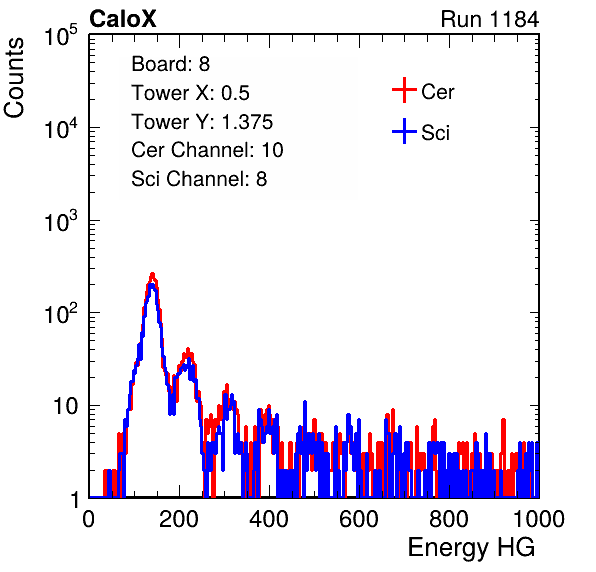 CaloX Run 1184
Counts
10^5
10^4
10^3
10^2
10
1
Board: 8
Tower X: 0.5
Tower Y: 1.375
Cer Channel: 10
Sci Channel: 8
Cer
Sci
0 200 400 600 800 1000
Energy HG